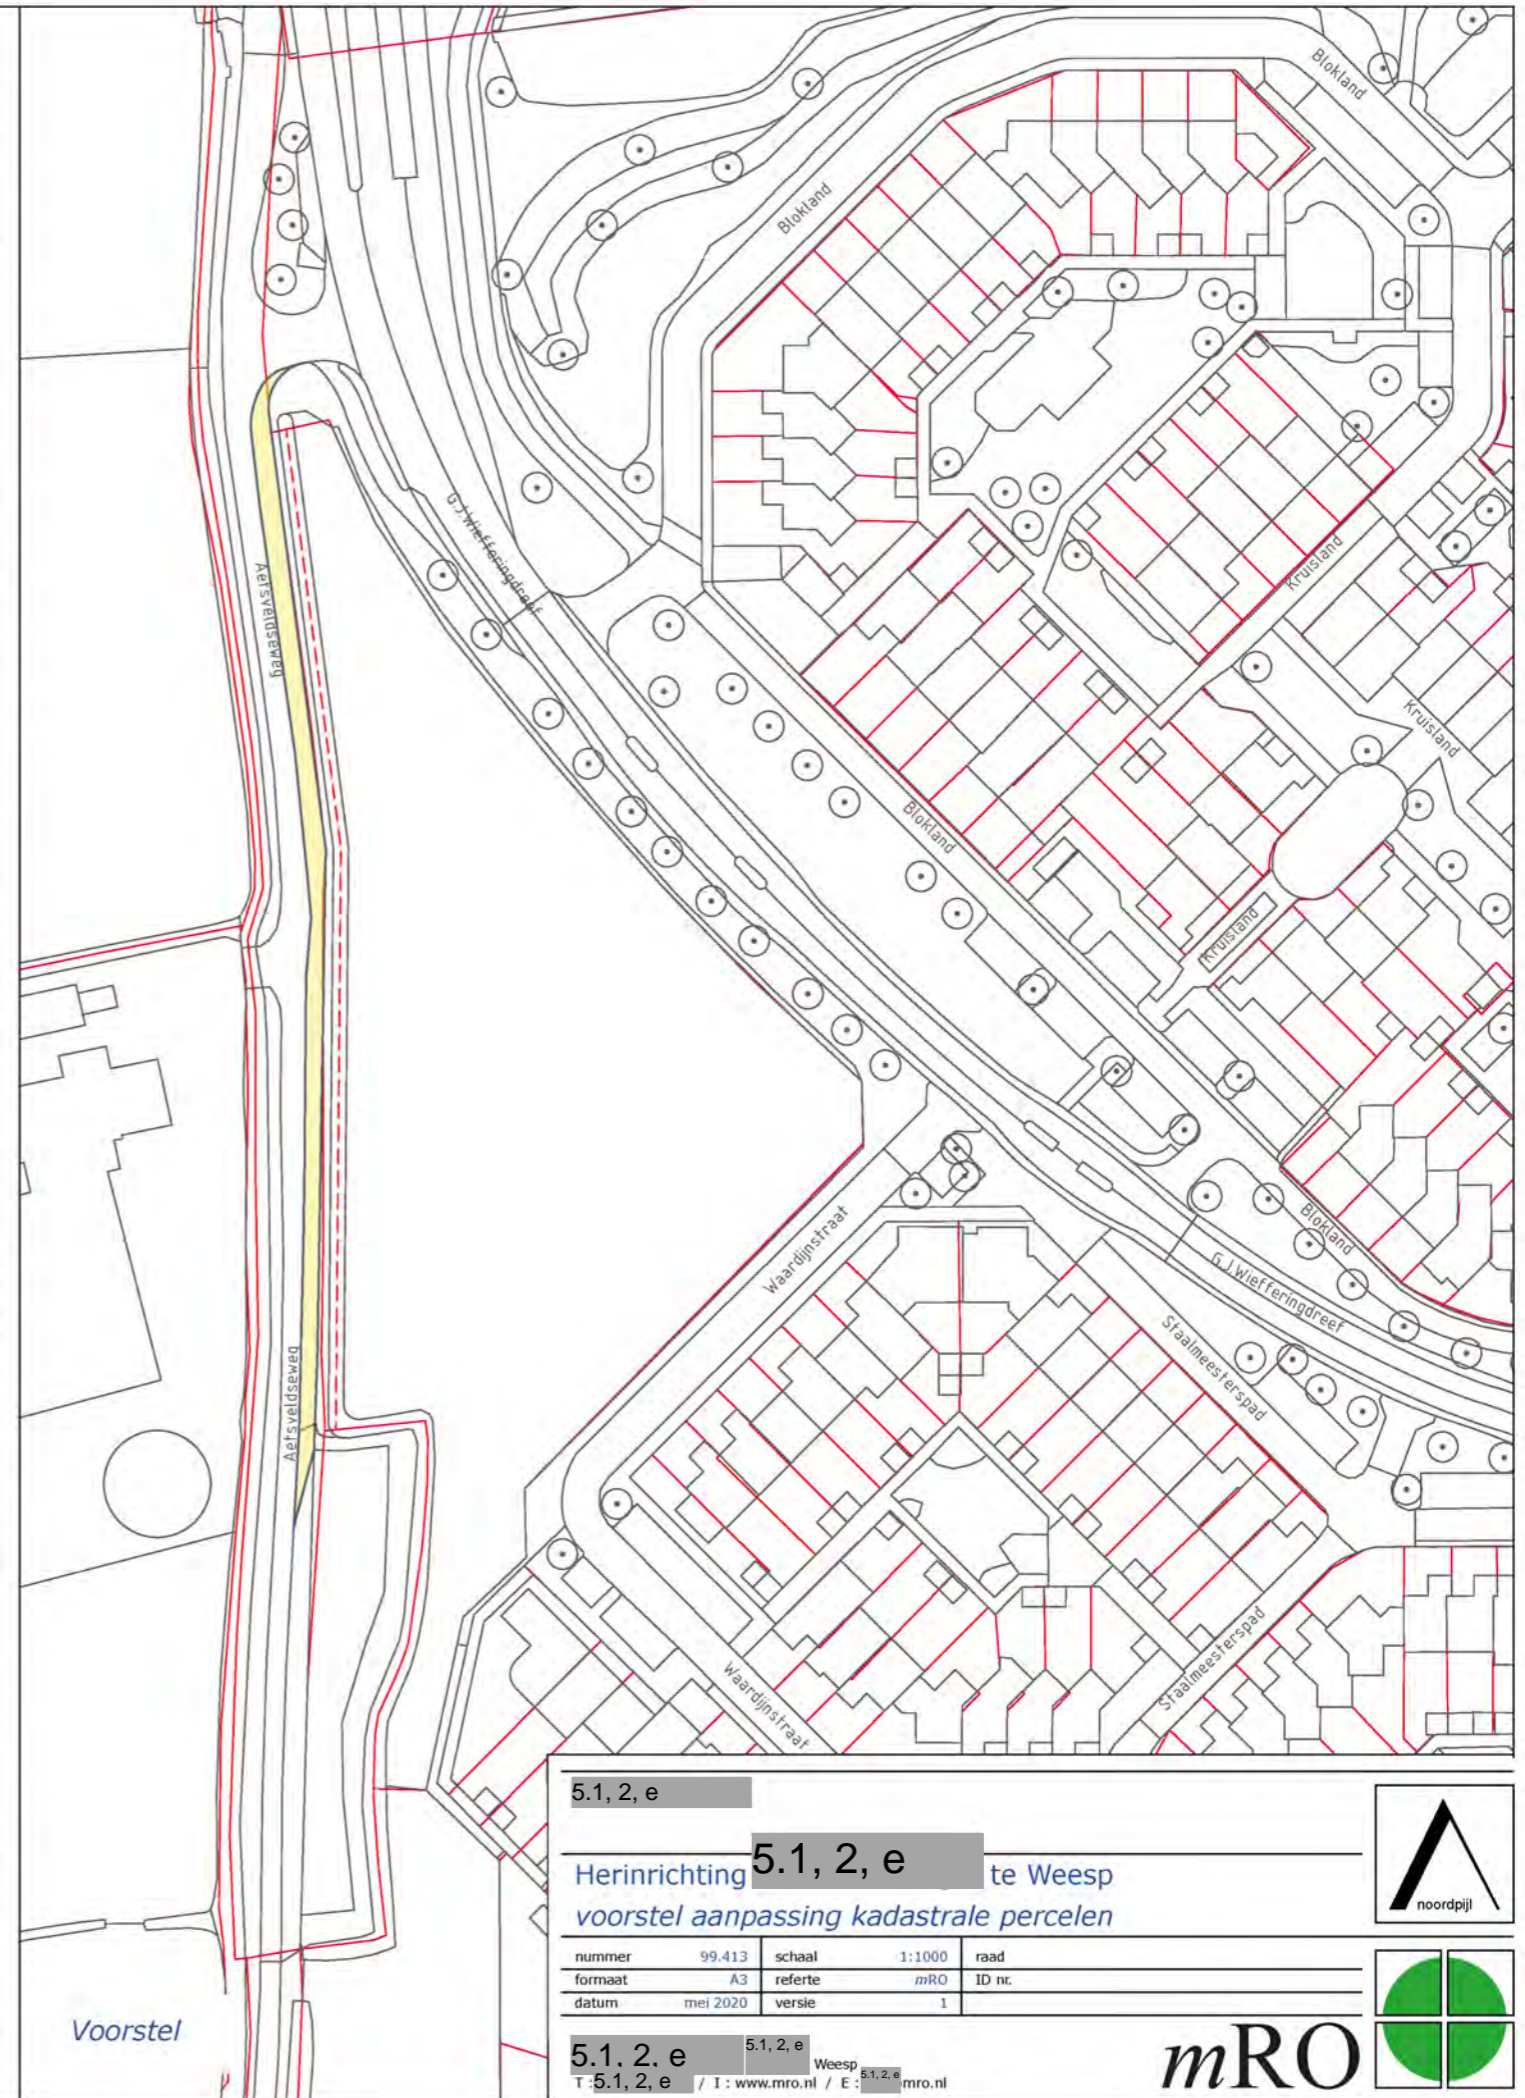 Blokland
Blokland
G.J.Wiefferingdreef
Aetsveldseweg
Kruisland
Kruisland
Blokland
Kruisland
Waardijnstraat
Blokland
G.J.Wiefferingdreef
Staalmeesterspad
Aetsveldseweg
Staalmeesterspad
Waardijnstraat
5.1, 2, e
Herinrichting 5.1, 2, e te Weesp
voorstel aanpassing kadastrale percelen
noordpijl
nummer 99.413 schaal 1:1000 raad
formaat A3 referte mRO ID nr.
datum mei 2020 versie 1
Voorstel
mRO
5.1, 2, e 5.1, 2, e Weesp
T : 5.1, 2, e / I : www.mro.nl / E : 5.1, 2, e mro.nl